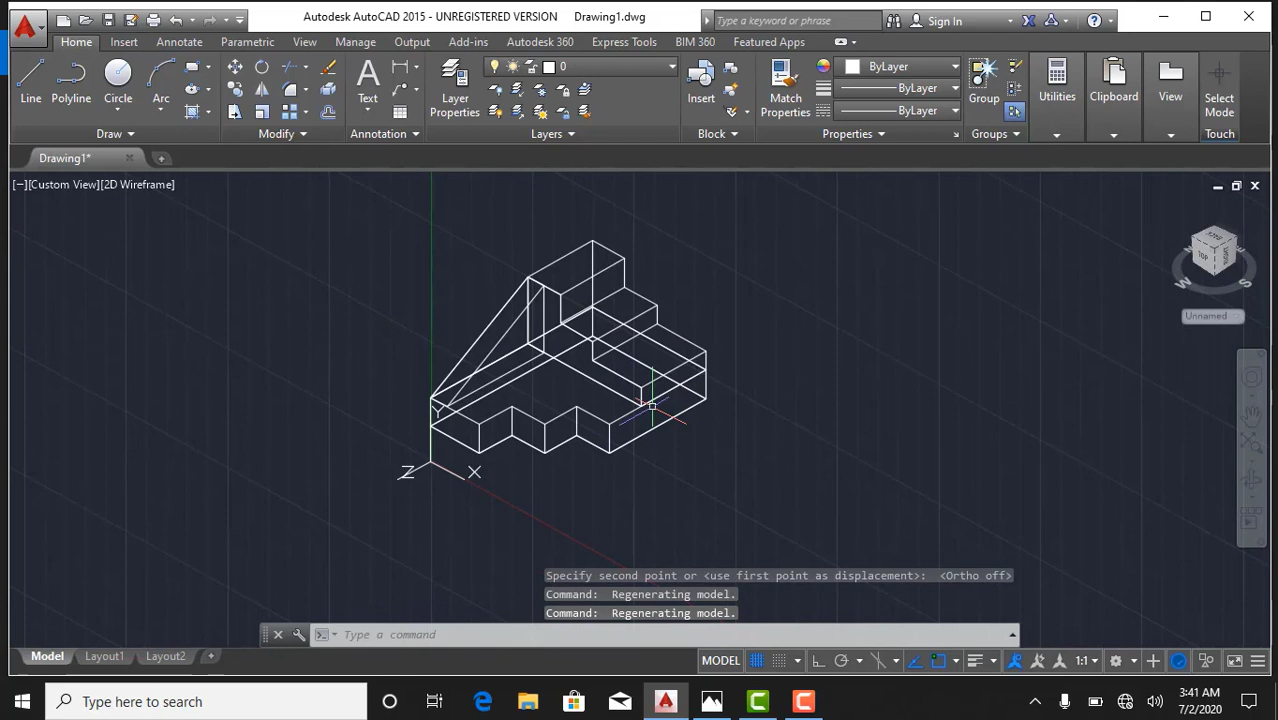 Autodesk AutoCAD 2015 - UNREGISTERED VERSION Drawing1.dwg
Type a keyword or phrase
Sign In
Home Insert Annotate Parametric View Manage Output Add-ins Autodesk 360 Express Tools BIM 360 Featured Apps
Line Polyline Circle Arc
Text
Layer Properties
0
Insert
Match Properties
ByLayer
ByLayer
ByLayer
Group
Utilities
Clipboard
View
Select Mode
Draw Modify Annotation Layers Block Properties Groups Touch
Drawing1*
[−][Custom View][2D Wireframe]
TOP
W S
Unnamed
Y
Z X
Specify second point or <use first point as displacement>: <Ortho off>
Command: Regenerating model.
Command: Regenerating model.
Type a command
Model Layout1 Layout2
MODEL 1:1
Type here to search
3:41 AM
7/2/2020